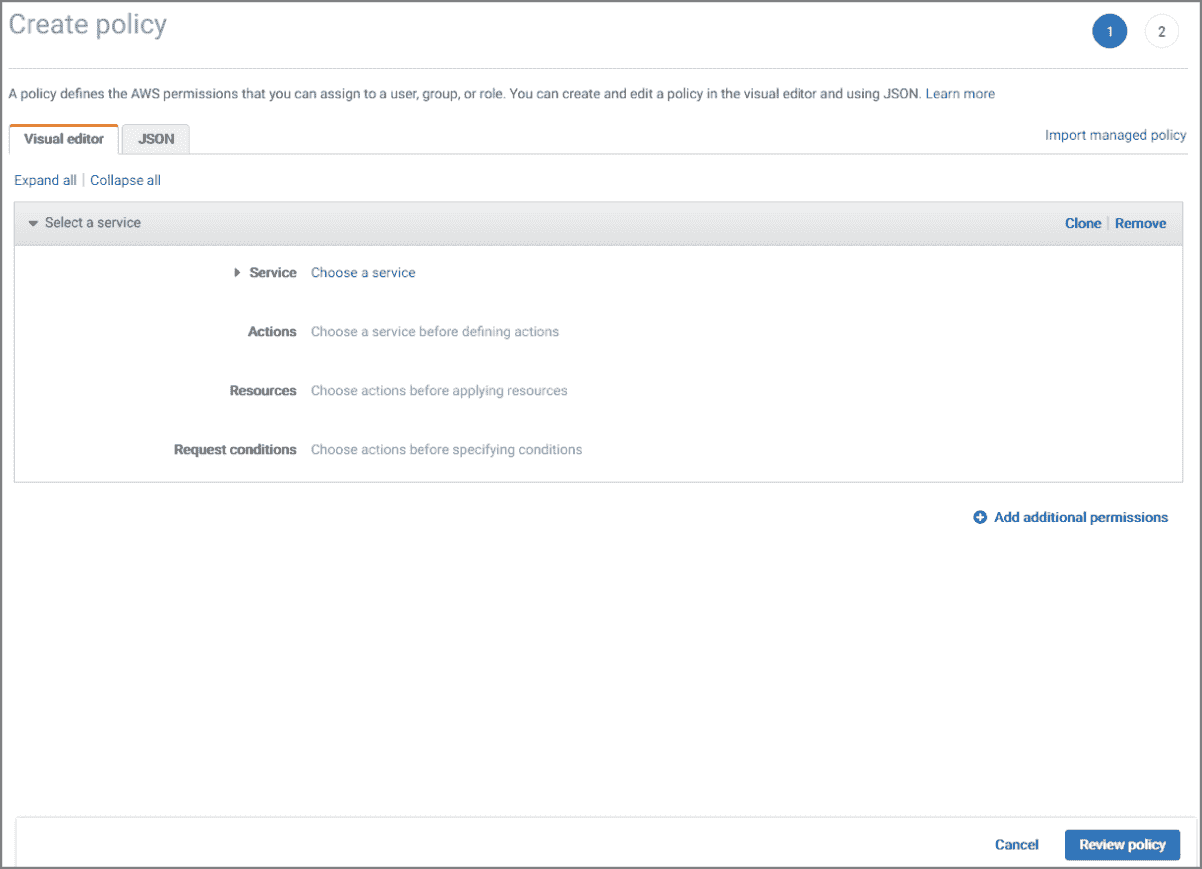 Create policy
1
2
A policy defines the AWS permissions that you can assign to a user, group, or role. You can create and edit a policy in the visual editor and using JSON. Learn more
Visual editor
JSON
Import managed policy
Expand all | Collapse all
Select a service
Clone | Remove
Service Choose a service
Actions Choose a service before defining actions
Resources Choose actions before applying resources
Request conditions Choose actions before specifying conditions
Add additional permissions
Cancel
Review policy